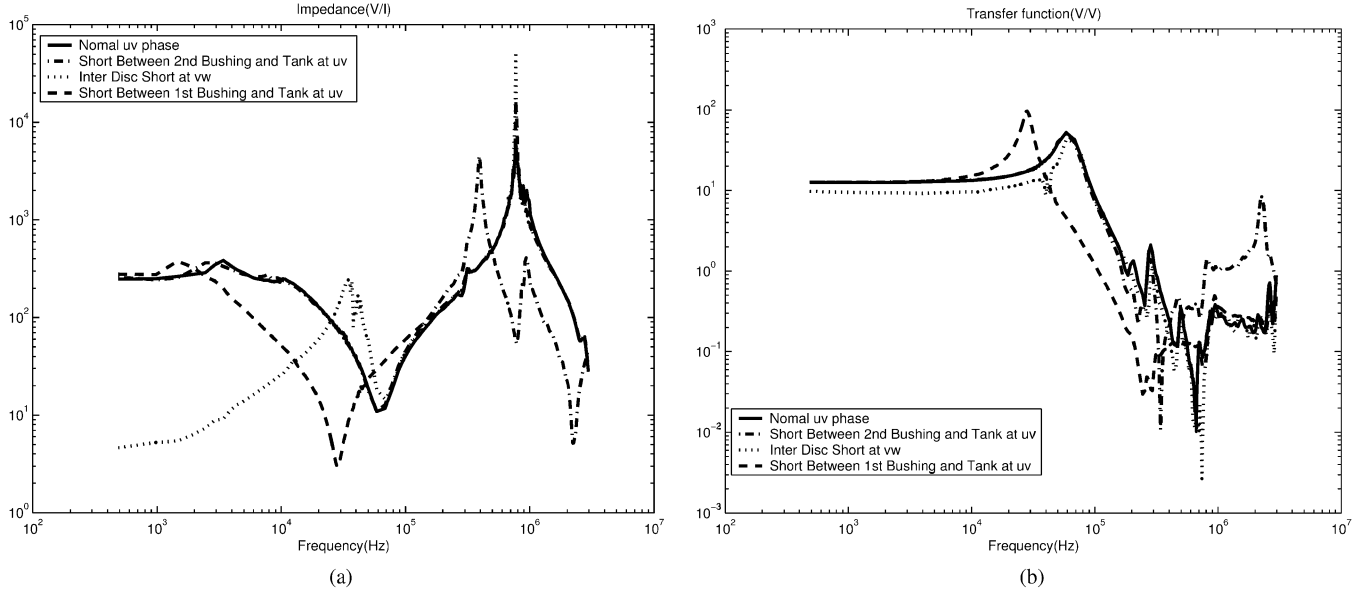 Impedance(V/I)
10^5
10^4
10^3
10^2
10^1
10^0
Nomal uv phase
Short Between 2nd Bushing and Tank at uv
Inter Disc Short at vw
Short Between 1st Bushing and Tank at uv
10^2 10^3 10^4 10^5 10^6 10^7
Frequency(Hz)
(a)
Transfer function(V/V)
10^3
10^2
10^1
10^0
10^−1
10^−2
10^−3
Nomal uv phase
Short Between 2nd Bushing and Tank at uv
Inter Disc Short at vw
Short Between 1st Bushing and Tank at uv
10^2 10^3 10^4 10^5 10^6 10^7
Frequency(Hz)
(b)